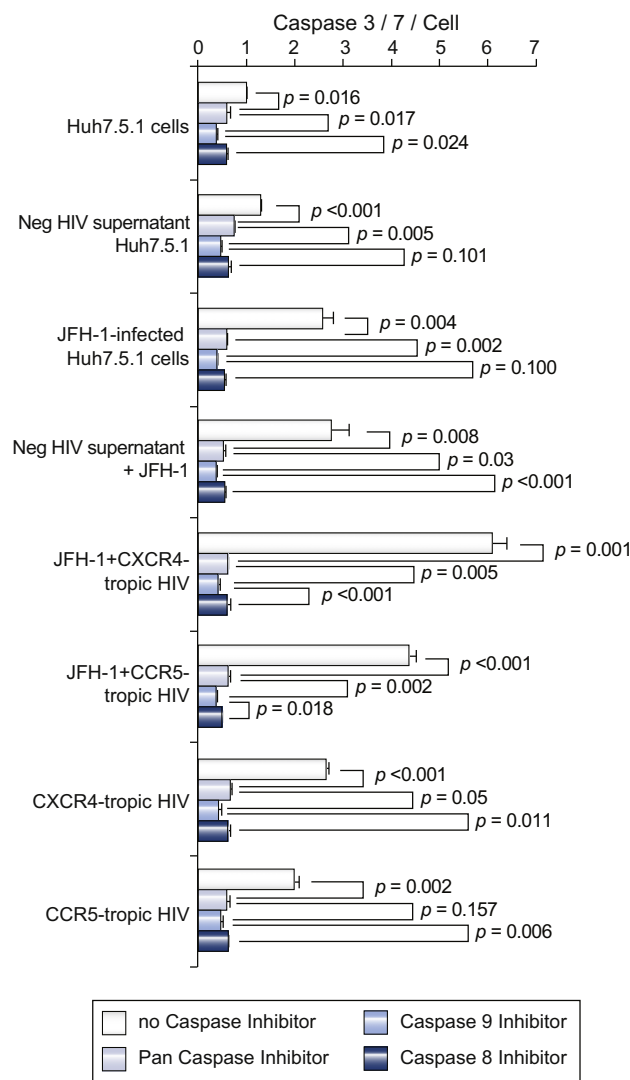 Caspase 3 / 7 / Cell
0 1 2 3 4 5 6 7
Huh7.5.1 cells
p = 0.016
p = 0.017
p = 0.024
Neg HIV supernatant
Huh7.5.1
p <0.001
p = 0.005
p = 0.101
JFH-1-infected
Huh7.5.1 cells
p = 0.004
p = 0.002
p = 0.100
Neg HIV supernatant
+ JFH-1
p = 0.008
p = 0.03
p <0.001
JFH-1+CXCR4-
tropic HIV
p = 0.001
p = 0.005
p <0.001
JFH-1+CCR5-
tropic HIV
p <0.001
p = 0.002
p = 0.018
CXCR4-tropic HIV
p <0.001
p = 0.05
p = 0.011
CCR5-tropic HIV
p = 0.002
p = 0.157
p = 0.006
no Caspase Inhibitor
Caspase 9 Inhibitor
Pan Caspase Inhibitor
Caspase 8 Inhibitor